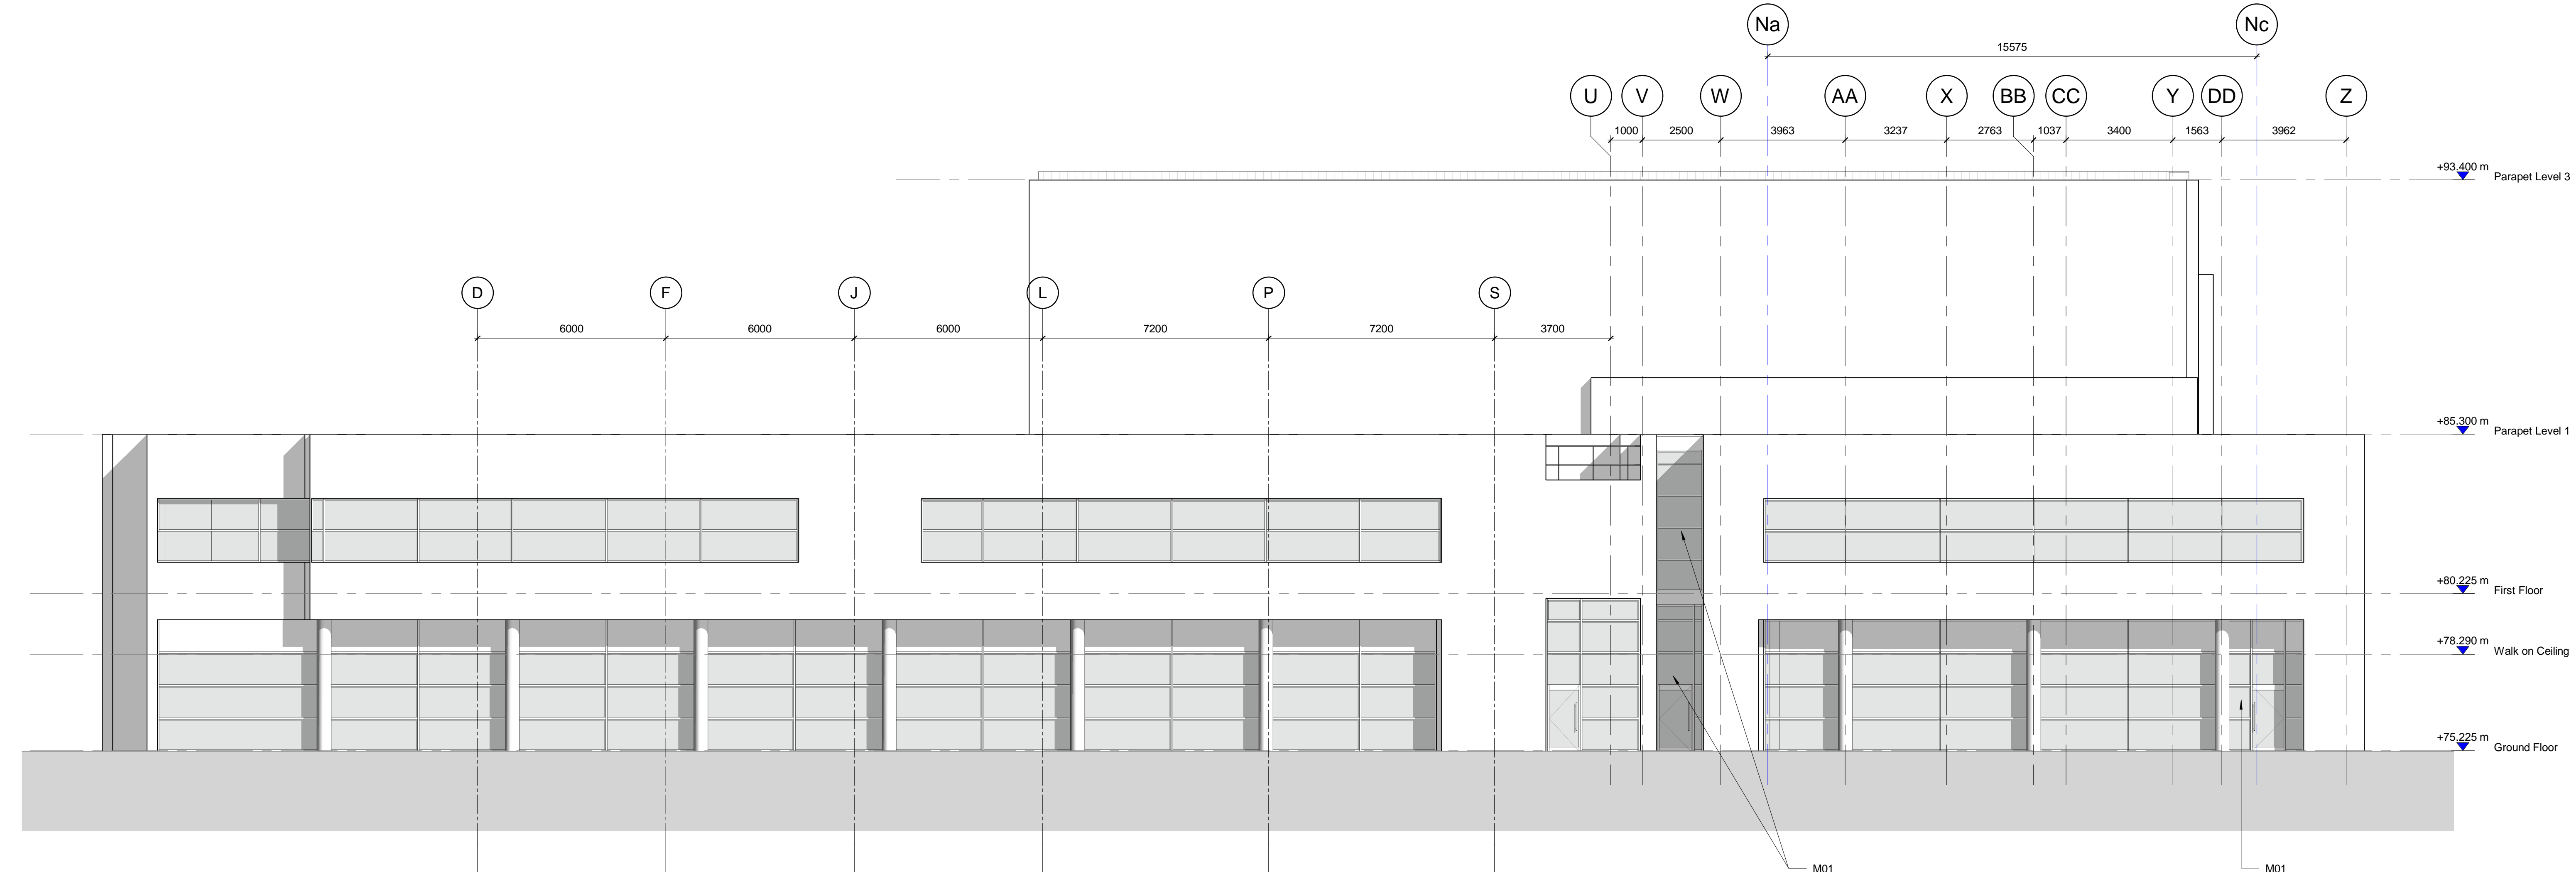 Na
Nc
15575
U
V
W
AA
X
BB
CC
Y
DD
Z
1000
2500
3963
3237
2763
1037
3400
1563
3962
+93.400 m
Parapet Level 3
D
F
J
L
P
S
6000
6000
6000
7200
7200
3700
+85.300 m
Parapet Level 1
+80.225 m
First Floor
+78.290 m
Walk on Ceiling
+75.225 m
Ground Floor
M01
M01